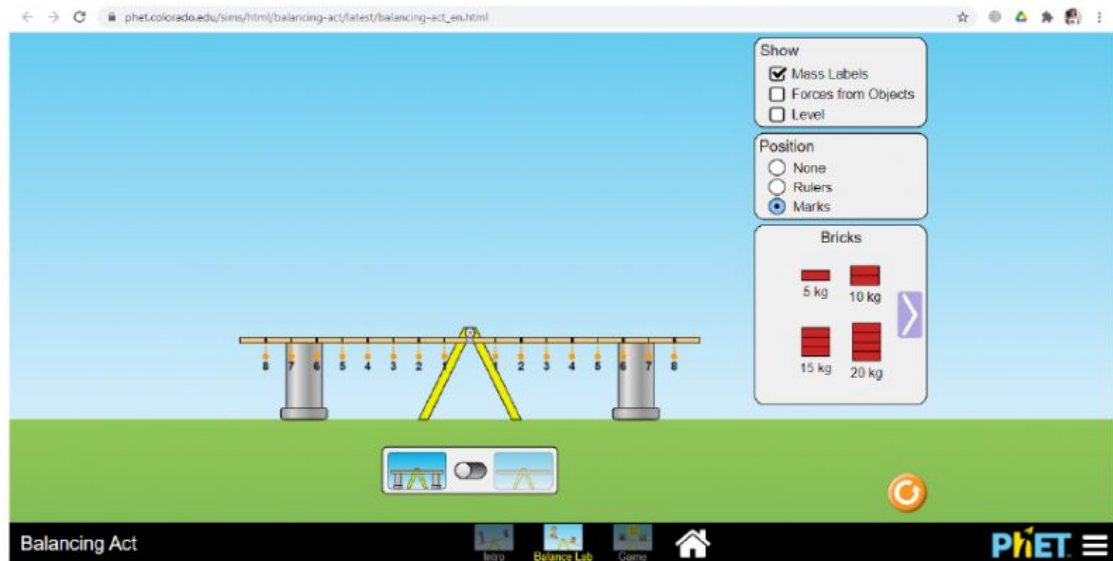 phet.colorado.edu/sims/html/balancing-act/latest/balancing-act_en.html
Show
Mass Labels
Forces from Objects
Level
Position
None
Rulers
Marks
Bricks
5 kg 10 kg
15 kg 20 kg
8 7 6 5 4 3 2 1 1 2 3 4 5 6 7 8
Balancing Act
Intro
Balance Lab
Game
PhET